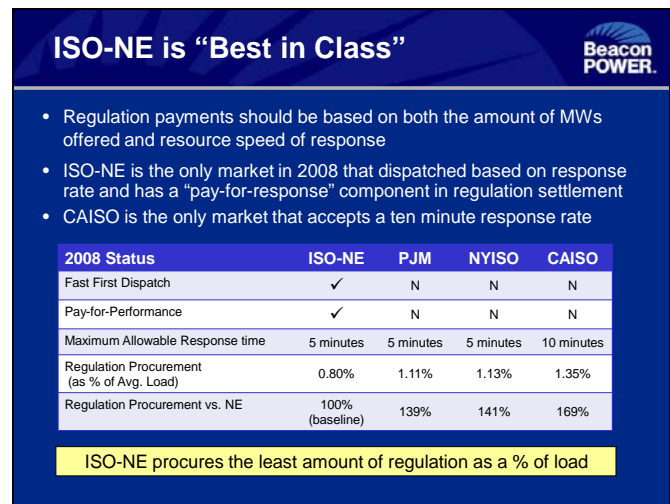 ISO-NE is “Best in Class”
Beacon
POWER.
• Regulation payments should be based on both the amount of MWs
offered and resource speed of response
• ISO-NE is the only market in 2008 that dispatched based on response
rate and has a “pay-for-response” component in regulation settlement
• CAISO is the only market that accepts a ten minute response rate
2008 Status ISO-NE PJM NYISO CAISO
Fast First Dispatch ✓ N N N
Pay-for-Performance ✓ N N N
Maximum Allowable Response time 5 minutes 5 minutes 5 minutes 10 minutes
Regulation Procurement
(as % of Avg. Load) 0.80% 1.11% 1.13% 1.35%
Regulation Procurement vs. NE 100%
(baseline) 139% 141% 169%
ISO-NE procures the least amount of regulation as a % of load